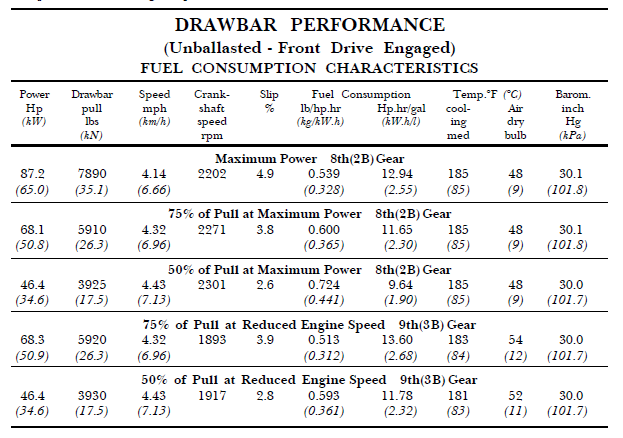 DRAWBAR PERFORMANCE
(Unballasted - Front Drive Engaged)
FUEL CONSUMPTION CHARACTERISTICS
Power Drawbar Speed Crank- Slip Fuel Consumption Temp.°F (°C) Barom.
Hp pull mph shaft % lb/hp.hr Hp.hr/gal cool- Air inch
(kW) lbs (km/h) speed (kg/kW.h) (kW.h/l) ing dry Hg
(kN) rpm med bulb (kPa)
Maximum Power 8th(2B) Gear
87.2 7890 4.14 2202 4.9 0.539 12.94 185 48 30.1
(65.0) (35.1) (6.66) (0.328) (2.55) (85) (9) (101.8)
75% of Pull at Maximum Power 8th(2B) Gear
68.1 5910 4.32 2271 3.8 0.600 11.65 185 48 30.1
(50.8) (26.3) (6.96) (0.365) (2.30) (85) (9) (101.8)
50% of Pull at Maximum Power 8th(2B) Gear
46.4 3925 4.43 2301 2.6 0.724 9.64 185 48 30.0
(34.6) (17.5) (7.13) (0.441) (1.90) (85) (9) (101.7)
75% of Pull at Reduced Engine Speed 9th(3B) Gear
68.3 5920 4.32 1893 3.9 0.513 13.60 183 54 30.0
(50.9) (26.3) (6.96) (0.312) (2.68) (84) (12) (101.7)
50% of Pull at Reduced Engine Speed 9th(3B) Gear
46.4 3930 4.43 1917 2.8 0.593 11.78 181 52 30.0
(34.6) (17.5) (7.13) (0.361) (2.32) (83) (11) (101.7)